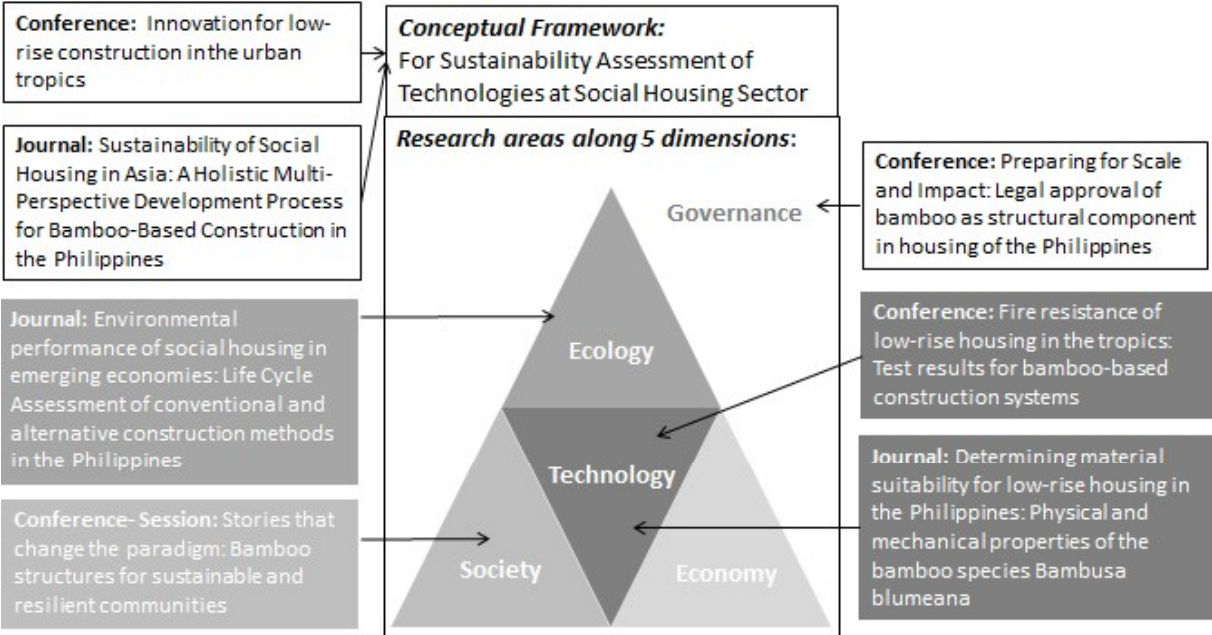 Conference: Innovation for low-
rise construction in the urban
tropics
Journal: Sustainability of Social
Housing in Asia: A Holistic Multi-
Perspective Development Process
for Bamboo-Based Construction in
the Philippines
Journal: Environmental
performance of social housing in
emerging economies: Life Cycle
Assessment of conventional and
alternative construction methods
in the Philippines
Conference- Session: Stories that
change the paradigm: Bamboo
structures for sustainable and
resilient communities
Conceptual Framework:
For Sustainability Assessment of
Technologies at Social Housing Sector
Research areas along 5 dimensions:
Governance
Ecology
Technology
Society
Economy
Conference: Preparing for Scale
and Impact: Legal approval of
bamboo as structural component
in housing of the Philippines
Conference: Fire resistance of
low-rise housing in the tropics:
Test results for bamboo-based
construction systems
Journal: Determining material
suitability for low-rise housing in
the Philippines: Physical and
mechanical properties of the
bamboo species Bambusa
blumeana